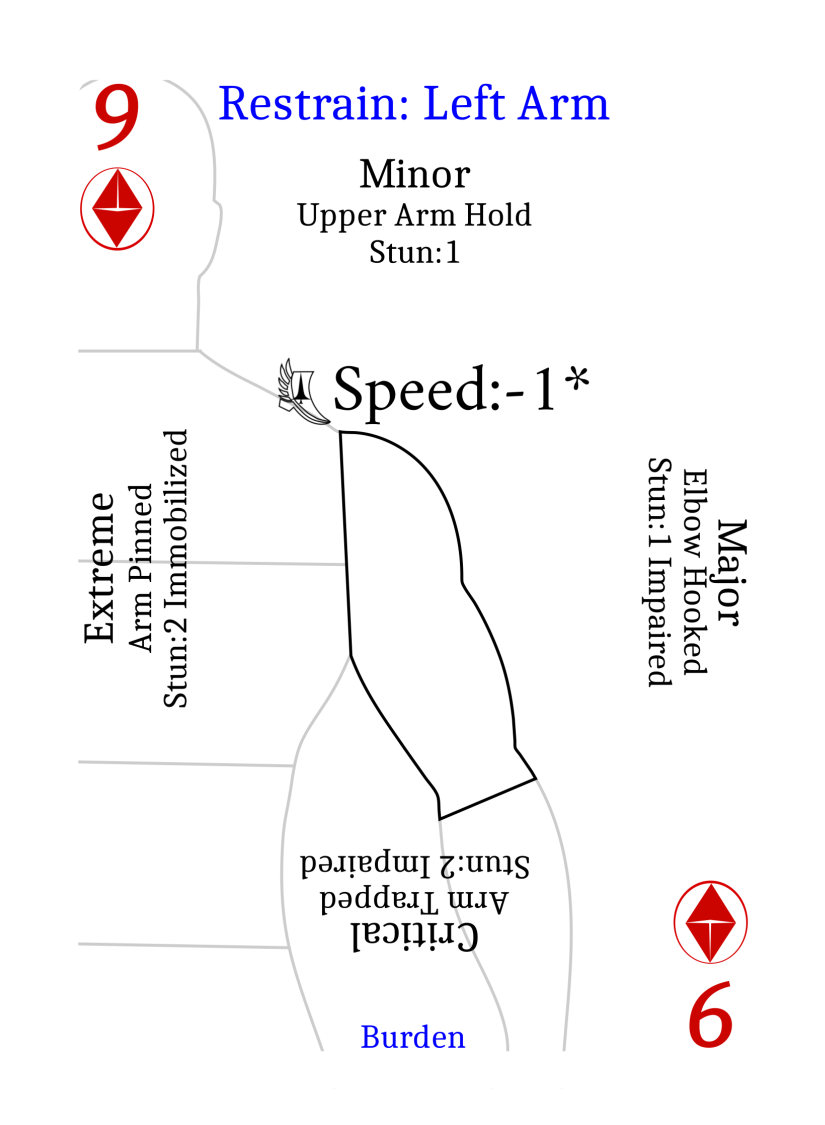 9
Restrain: Left Arm
Minor
Upper Arm Hold
Stun:1
Speed:-1*
Extreme
Arm Pinned
Stun:2 Immobilized
Major
Elbow Hooked
Stun:1 Impaired
Critical
Arm Trapped
Stun:2 Impaired
9
Burden